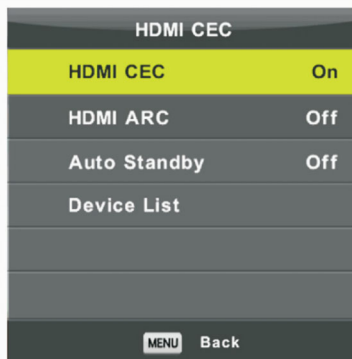 HDMI CEC
HDMI CEC On
HDMI ARC Off
Auto Standby Off
Device List
MENU Back